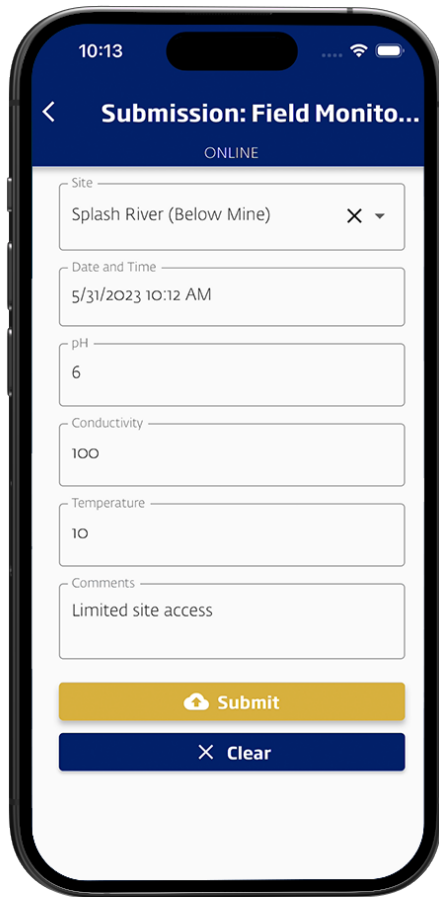 10:13
Submission: Field Monito...
ONLINE
Site
Splash River (Below Mine)
Date and Time
5/31/2023 10:12 AM
pH
6
Conductivity
100
Temperature
10
Comments
Limited site access
Submit
Clear